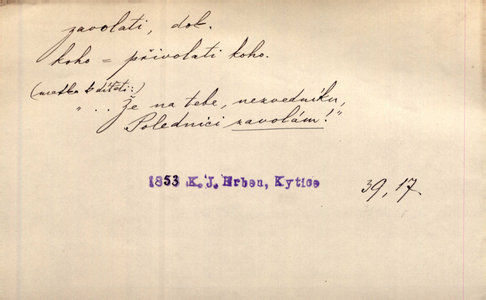 zavolati, dok.
koho = přivolati koho.
(matka k dítěti:)
"... Že na tebe, nezvedníku,
Polednici zavolám!"
1853 K. J. Erben, Kytice
39, 17.